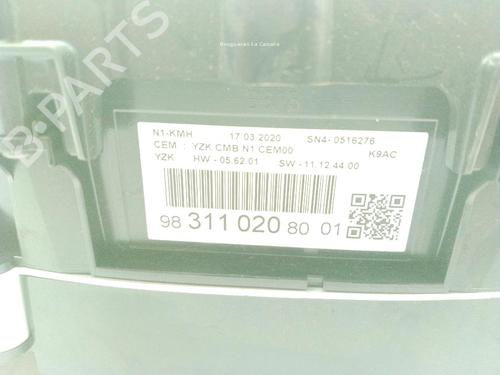 Desguaces La Cabaña
B-PARTS
N1-KMH 17.03.2020 SN4-0516276
CEM : YZK CMB N1 CEM00 K9AC
YZK HW - 05.62.01 SW - 11.12.44.00
98 311 020 80 01